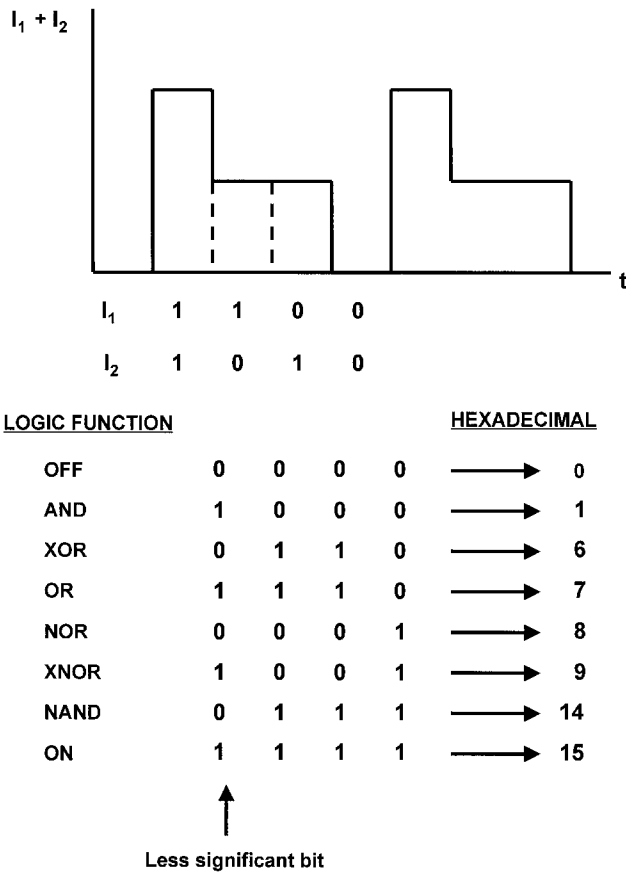 I₁ + I₂
t
I₁ 1 1 0 0
I₂ 1 0 1 0
LOGIC FUNCTION HEXADECIMAL
OFF 0 0 0 0 0
AND 1 0 0 0 1
XOR 0 1 1 0 6
OR 1 1 1 0 7
NOR 0 0 0 1 8
XNOR 1 0 0 1 9
NAND 0 1 1 1 14
ON 1 1 1 1 15
Less significant bit